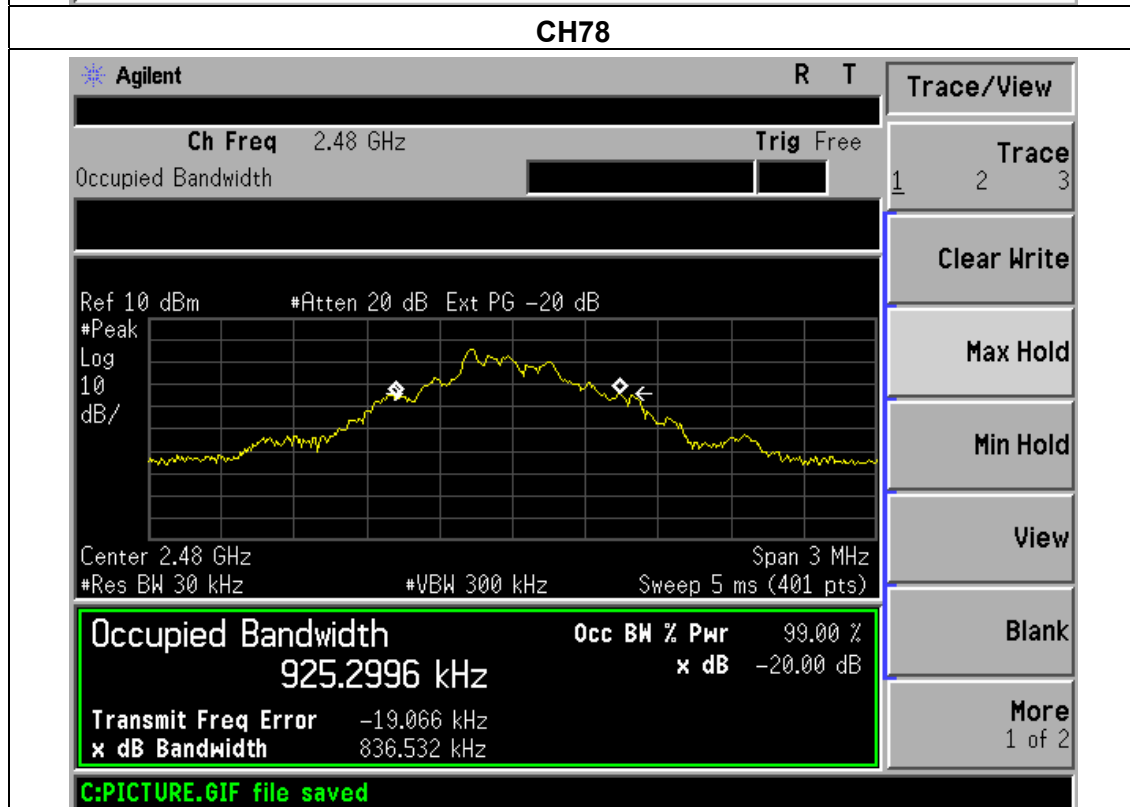 CH78
Agilent R T
Trace/View
Ch Freq 2.48 GHz Trig Free
Occupied Bandwidth
Trace
1 2 3
Clear Write
Ref 10 dBm #Atten 20 dB Ext PG −20 dB
#Peak
Log
10
dB/
Max Hold
Min Hold
View
Center 2.48 GHz Span 3 MHz
#Res BW 30 kHz #VBW 300 kHz Sweep 5 ms (401 pts)
Occupied Bandwidth Occ BW % Pwr 99.00 %
925.2996 kHz x dB −20.00 dB
Blank
Transmit Freq Error −19.066 kHz
x dB Bandwidth 836.532 kHz
More
1 of 2
C:PICTURE.GIF file saved